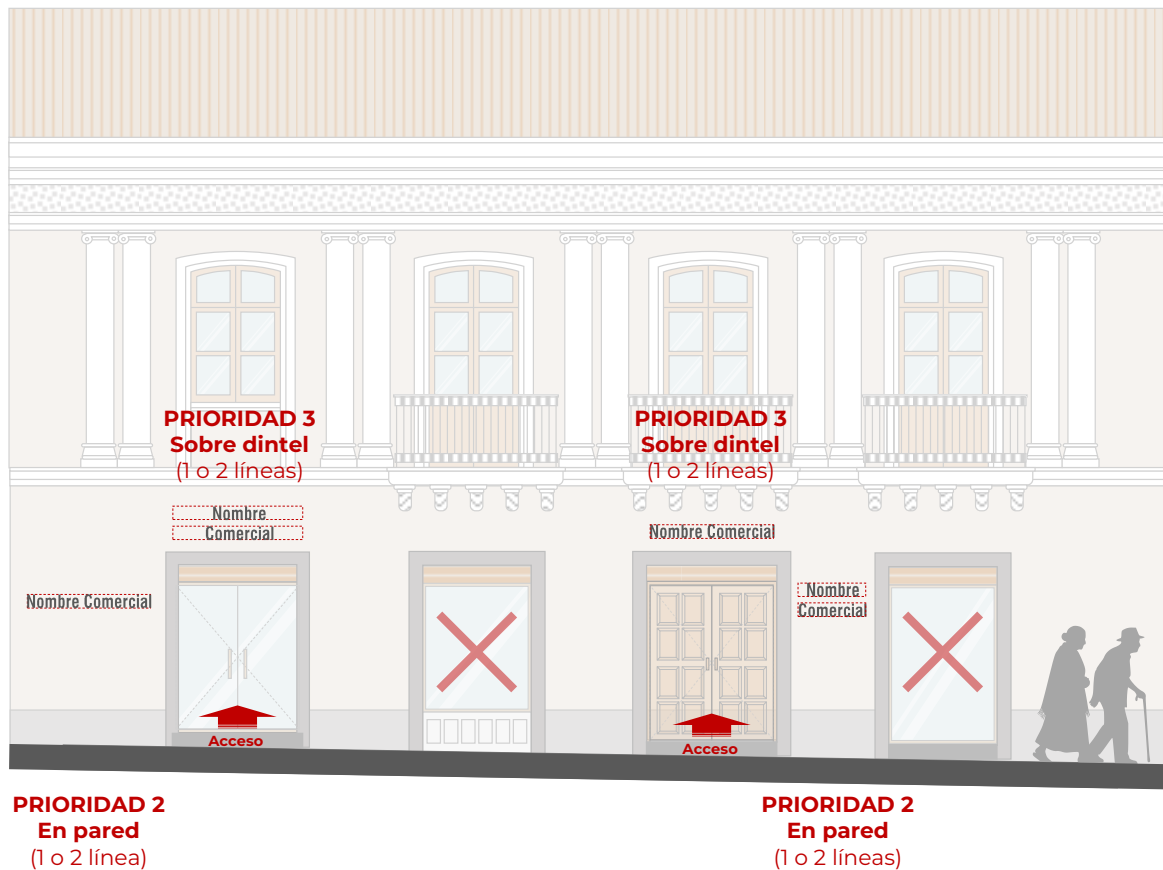 PRIORIDAD 3
Sobre dintel
(1 o 2 líneas)
PRIORIDAD 3
Sobre dintel
(1 o 2 líneas)
Nombre
Comercial
Nombre Comercial
Nombre Comercial
Nombre
Comercial
Acceso
Acceso
PRIORIDAD 2
En pared
(1 o 2 línea)
PRIORIDAD 2
En pared
(1 o 2 líneas)